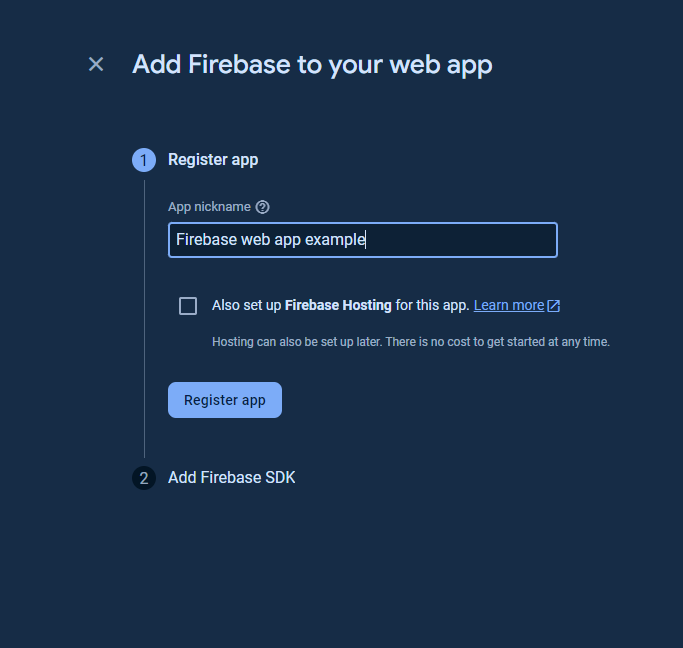 Add Firebase to your web app
1 Register app
App nickname
Firebase web app example
Also set up Firebase Hosting for this app. Learn more
Hosting can also be set up later. There is no cost to get started at any time.
Register app
2 Add Firebase SDK